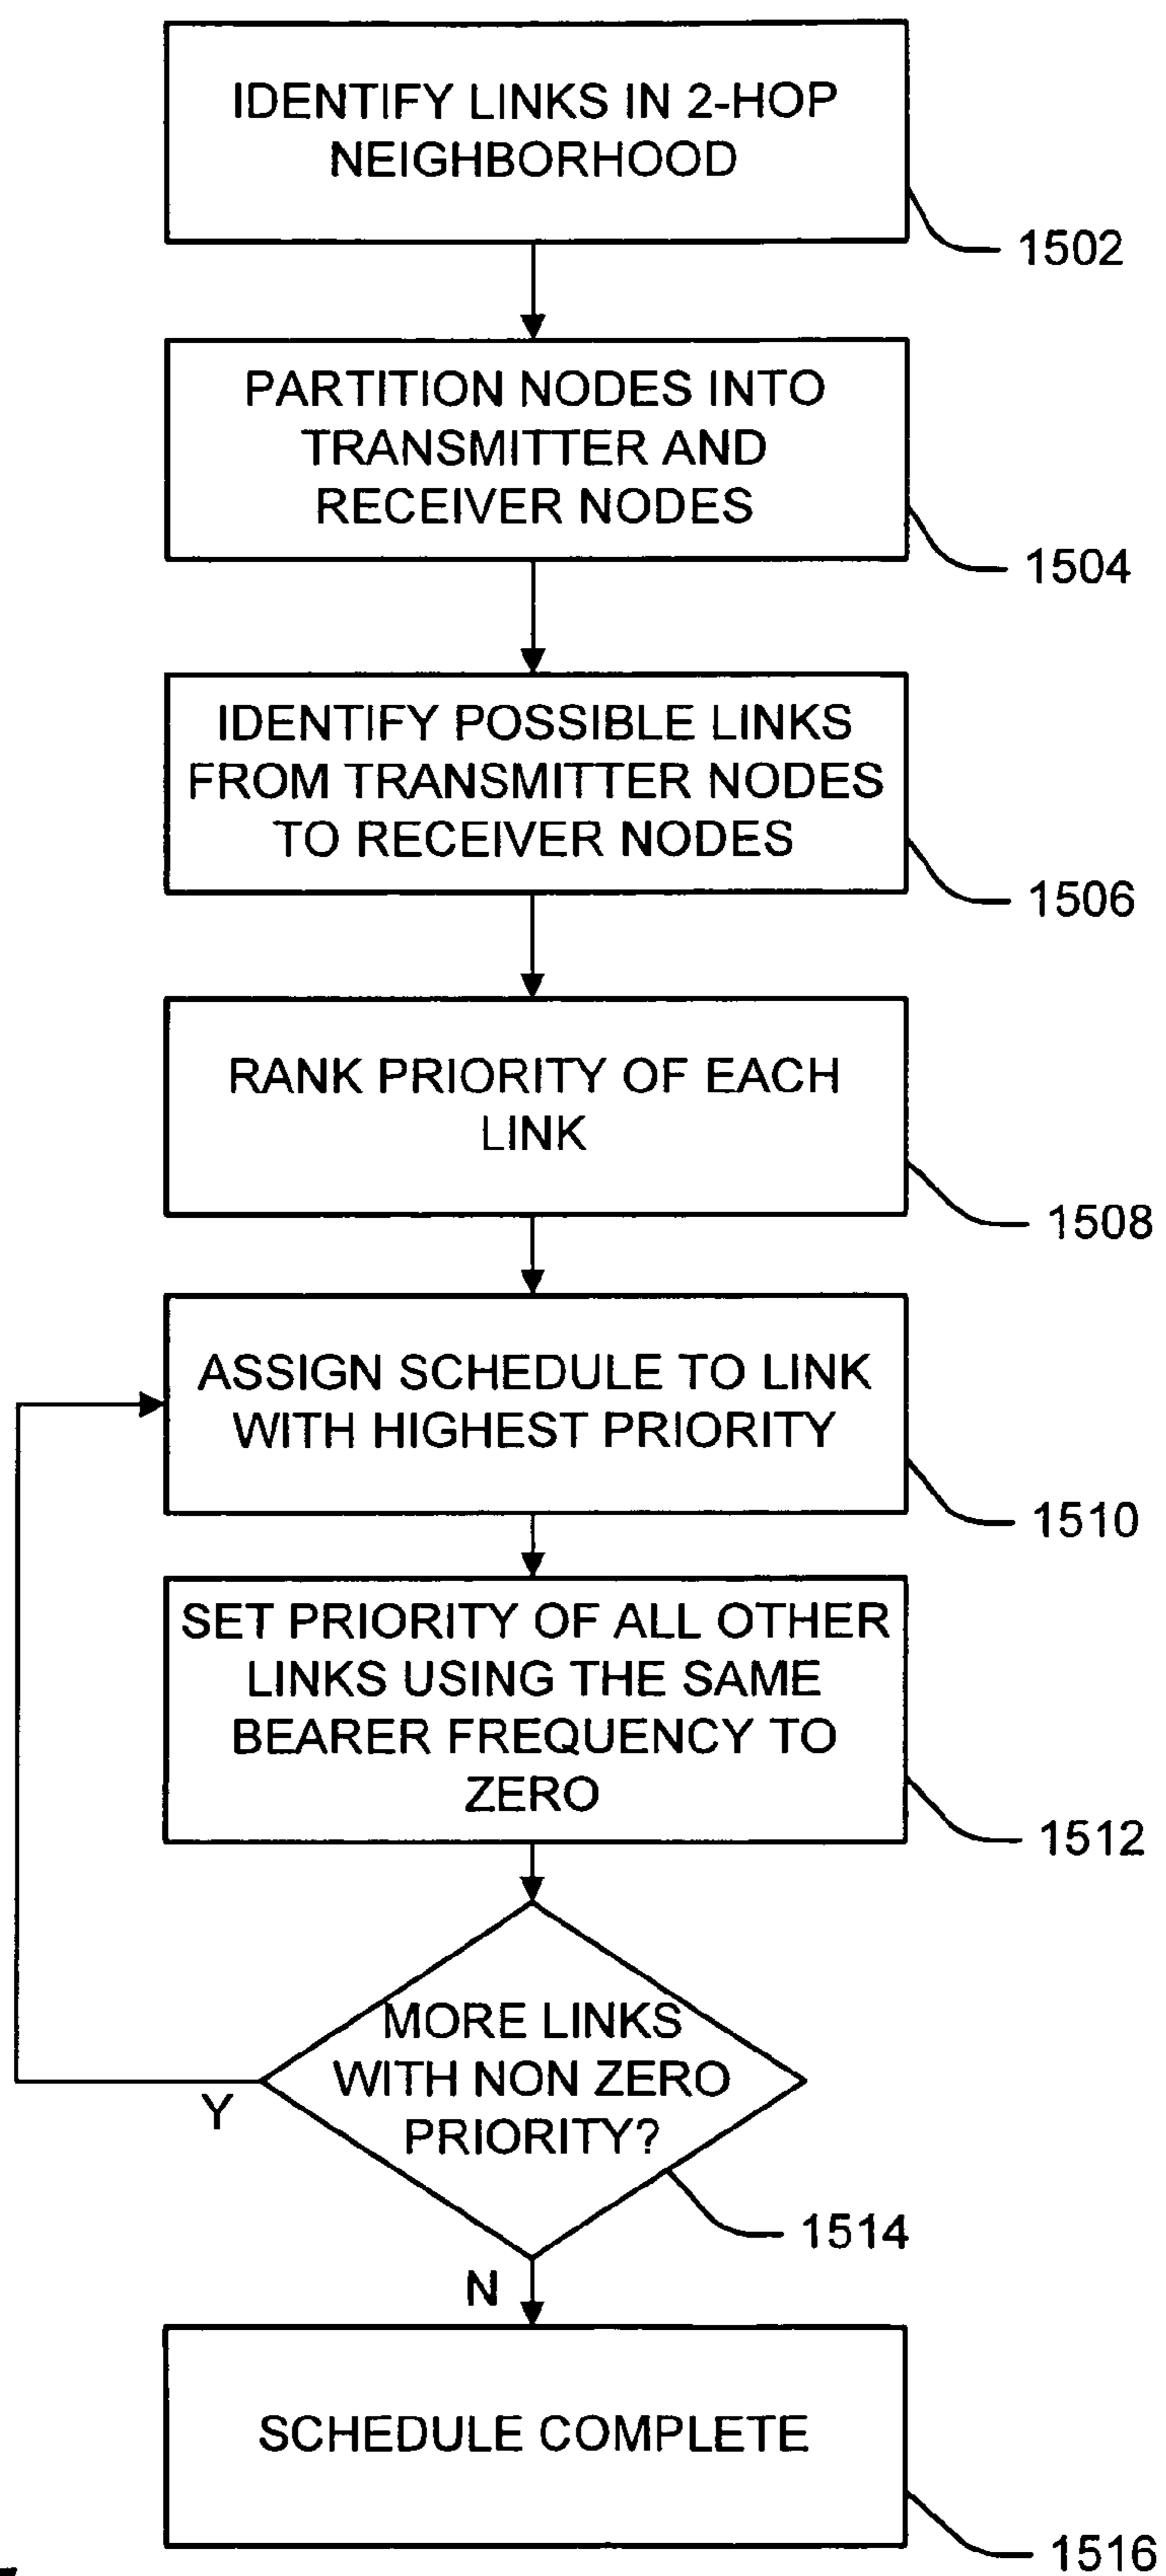 IDENTIFY LINKS IN 2-HOP
NEIGHBORHOOD
1502
PARTITION NODES INTO
TRANSMITTER AND
RECEIVER NODES
1504
IDENTIFY POSSIBLE LINKS
FROM TRANSMITTER NODES
TO RECEIVER NODES
1506
RANK PRIORITY OF EACH
LINK
1508
ASSIGN SCHEDULE TO LINK
WITH HIGHEST PRIORITY
1510
SET PRIORITY OF ALL OTHER
LINKS USING THE SAME
BEARER FREQUENCY TO
ZERO
1512
MORE LINKS
WITH NON ZERO
PRIORITY?
Y
1514
N
SCHEDULE COMPLETE
1516